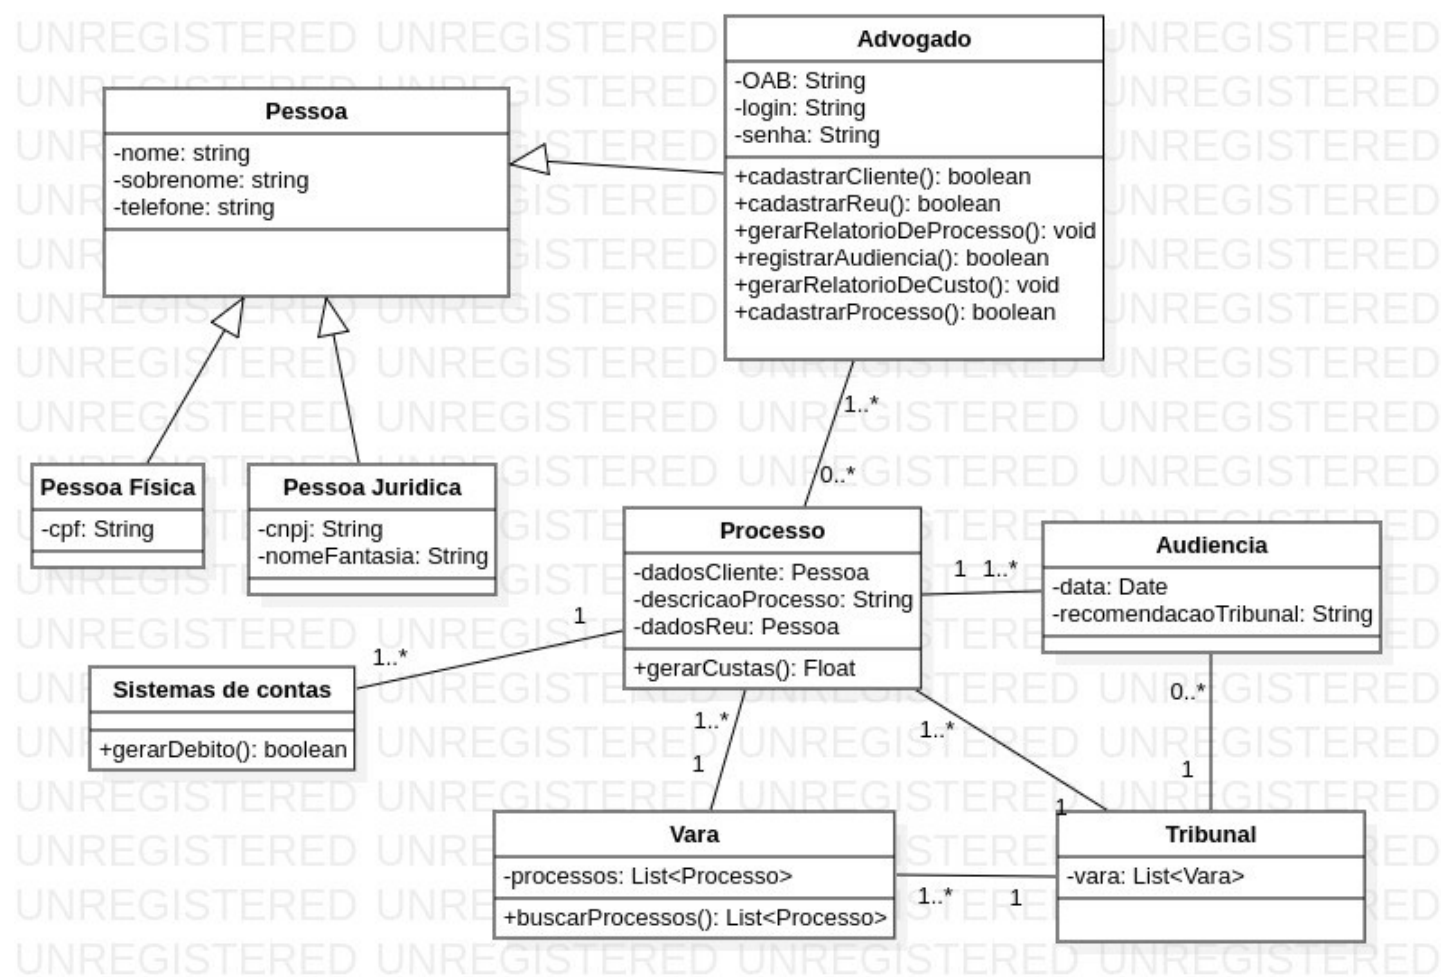 Advogado
-OAB: String
-login: String
-senha: String
+cadastrarCliente(): boolean
+cadastrarReu(): boolean
+gerarRelatorioDeProcesso(): void
+registrarAudiencia(): boolean
+gerarRelatorioDeCusto(): void
+cadastrarProcesso(): boolean
Pessoa
-nome: string
-sobrenome: string
-telefone: string
1..*
0..*
Pessoa Física
-cpf: String
Pessoa Juridica
-cnpj: String
-nomeFantasia: String
Processo
-dadosCliente: Pessoa
-descricaoProcesso: String
-dadosReu: Pessoa
+gerarCustas(): Float
1 1..*
Audiencia
-data: Date
-recomendacaoTribunal: String
1
1..*
Sistemas de contas
+gerarDebito(): boolean
1..*
1
1..*
1
0..*
1
Vara
-processos: List<Processo>
+buscarProcessos(): List<Processo>
1..* 1
Tribunal
-vara: List<Vara>
UNREGISTERED